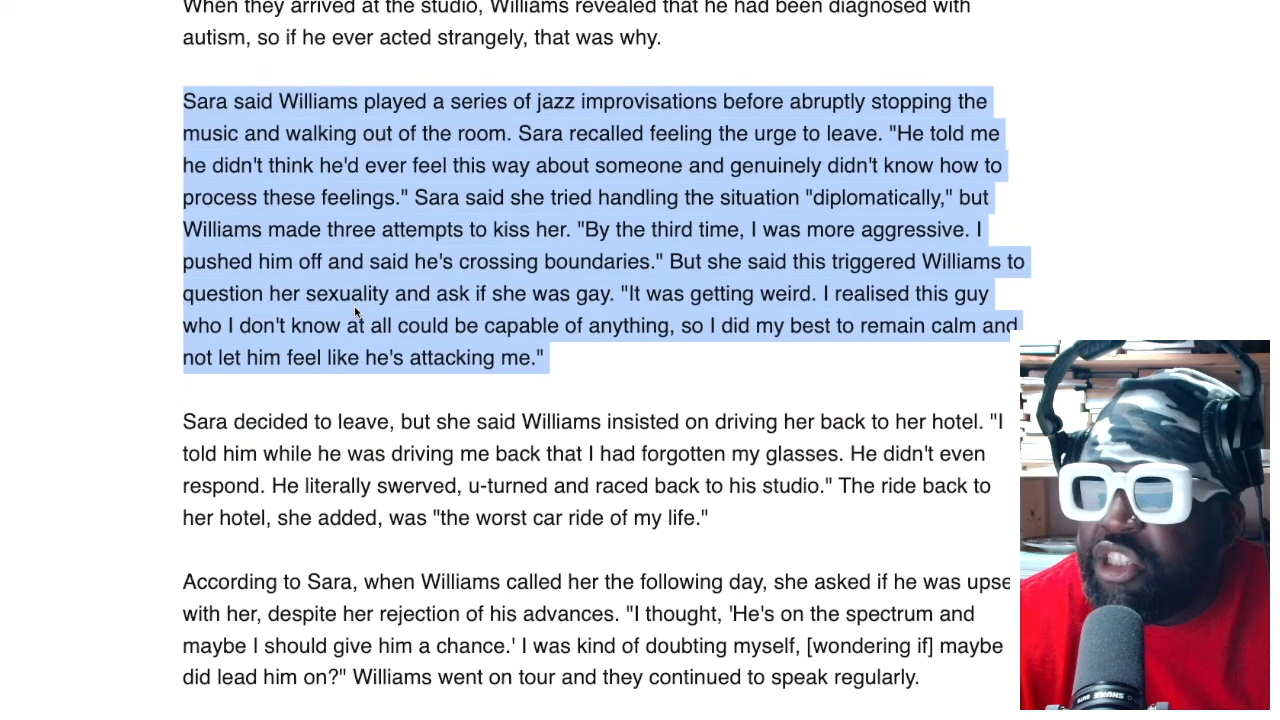 When they arrived at the studio, Williams revealed that he had been diagnosed with
autism, so if he ever acted strangely, that was why.
Sara said Williams played a series of jazz improvisations before abruptly stopping the
music and walking out of the room. Sara recalled feeling the urge to leave. "He told me
he didn't think he'd ever feel this way about someone and genuinely didn't know how to
process these feelings." Sara said she tried handling the situation "diplomatically," but
Williams made three attempts to kiss her. "By the third time, I was more aggressive. I
pushed him off and said he's crossing boundaries." But she said this triggered Williams to
question her sexuality and ask if she was gay. "It was getting weird. I realised this guy
who I don't know at all could be capable of anything, so I did my best to remain calm and
not let him feel like he's attacking me."
Sara decided to leave, but she said Williams insisted on driving her back to her hotel. "I
told him while he was driving me back that I had forgotten my glasses. He didn't even
respond. He literally swerved, u-turned and raced back to his studio." The ride back to
her hotel, she added, was "the worst car ride of my life."
According to Sara, when Williams called her the following day, she asked if he was upse
with her, despite her rejection of his advances. "I thought, 'He's on the spectrum and
maybe I should give him a chance.' I was kind of doubting myself, [wondering if] maybe
did lead him on?" Williams went on tour and they continued to speak regularly.
SHURE